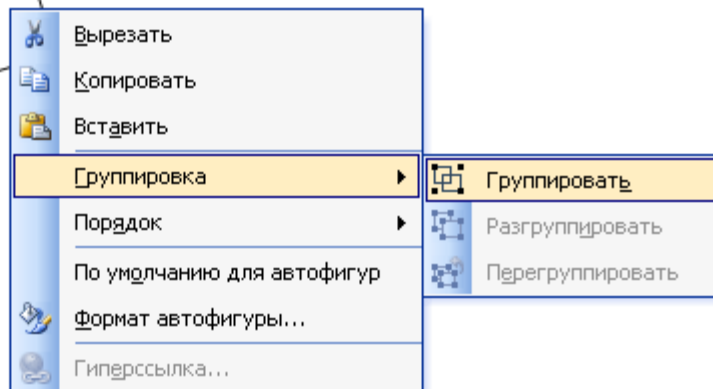 Вырезать
Копировать
Вставить
Группировка
Группировать
Порядок
Разгруппировать
По умолчанию для автофигур
Перегруппировать
Формат автофигуры...
Гиперссылка...